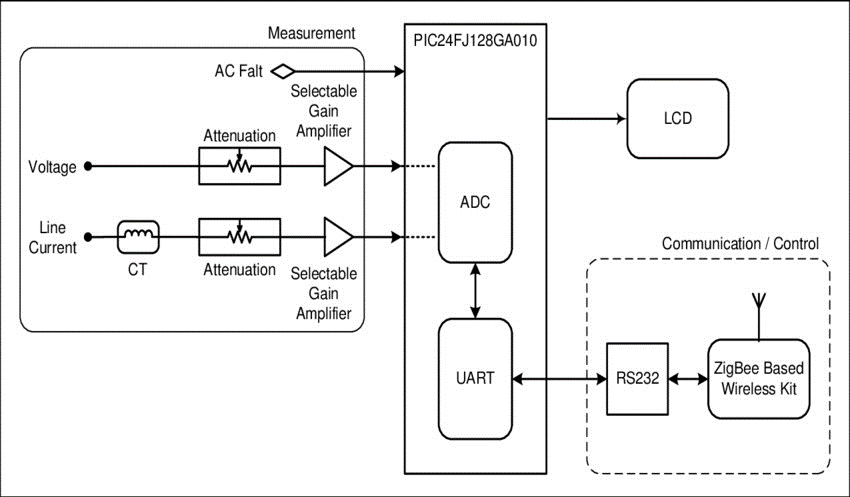 Measurement
PIC24FJ128GA010
AC Falt
Selectable
Gain
Amplifier
Attenuation
Voltage
Line
Current
CT
Attenuation
Selectable
Gain
Amplifier
ADC
UART
LCD
Communication / Control
RS232
ZigBee Based
Wireless Kit